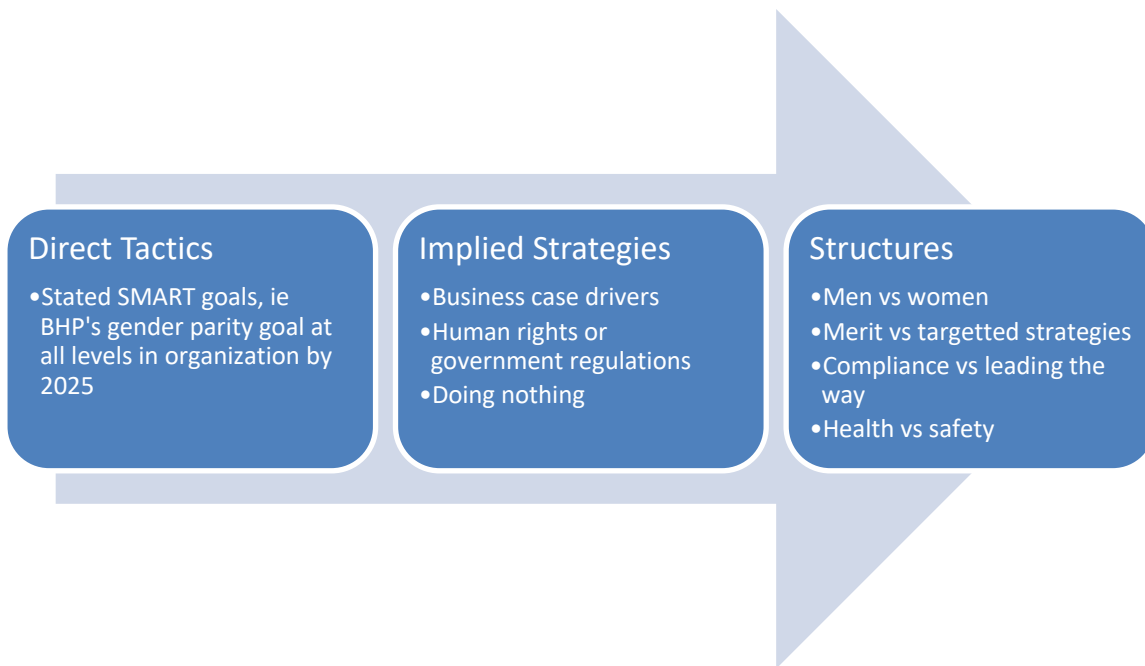 Direct Tactics
•Stated SMART goals, ie
BHP's gender parity goal at
all levels in organization by
2025
Implied Strategies
•Business case drivers
•Human rights or
government regulations
•Doing nothing
Structures
•Men vs women
•Merit vs targetted strategies
•Compliance vs leading the
way
•Health vs safety